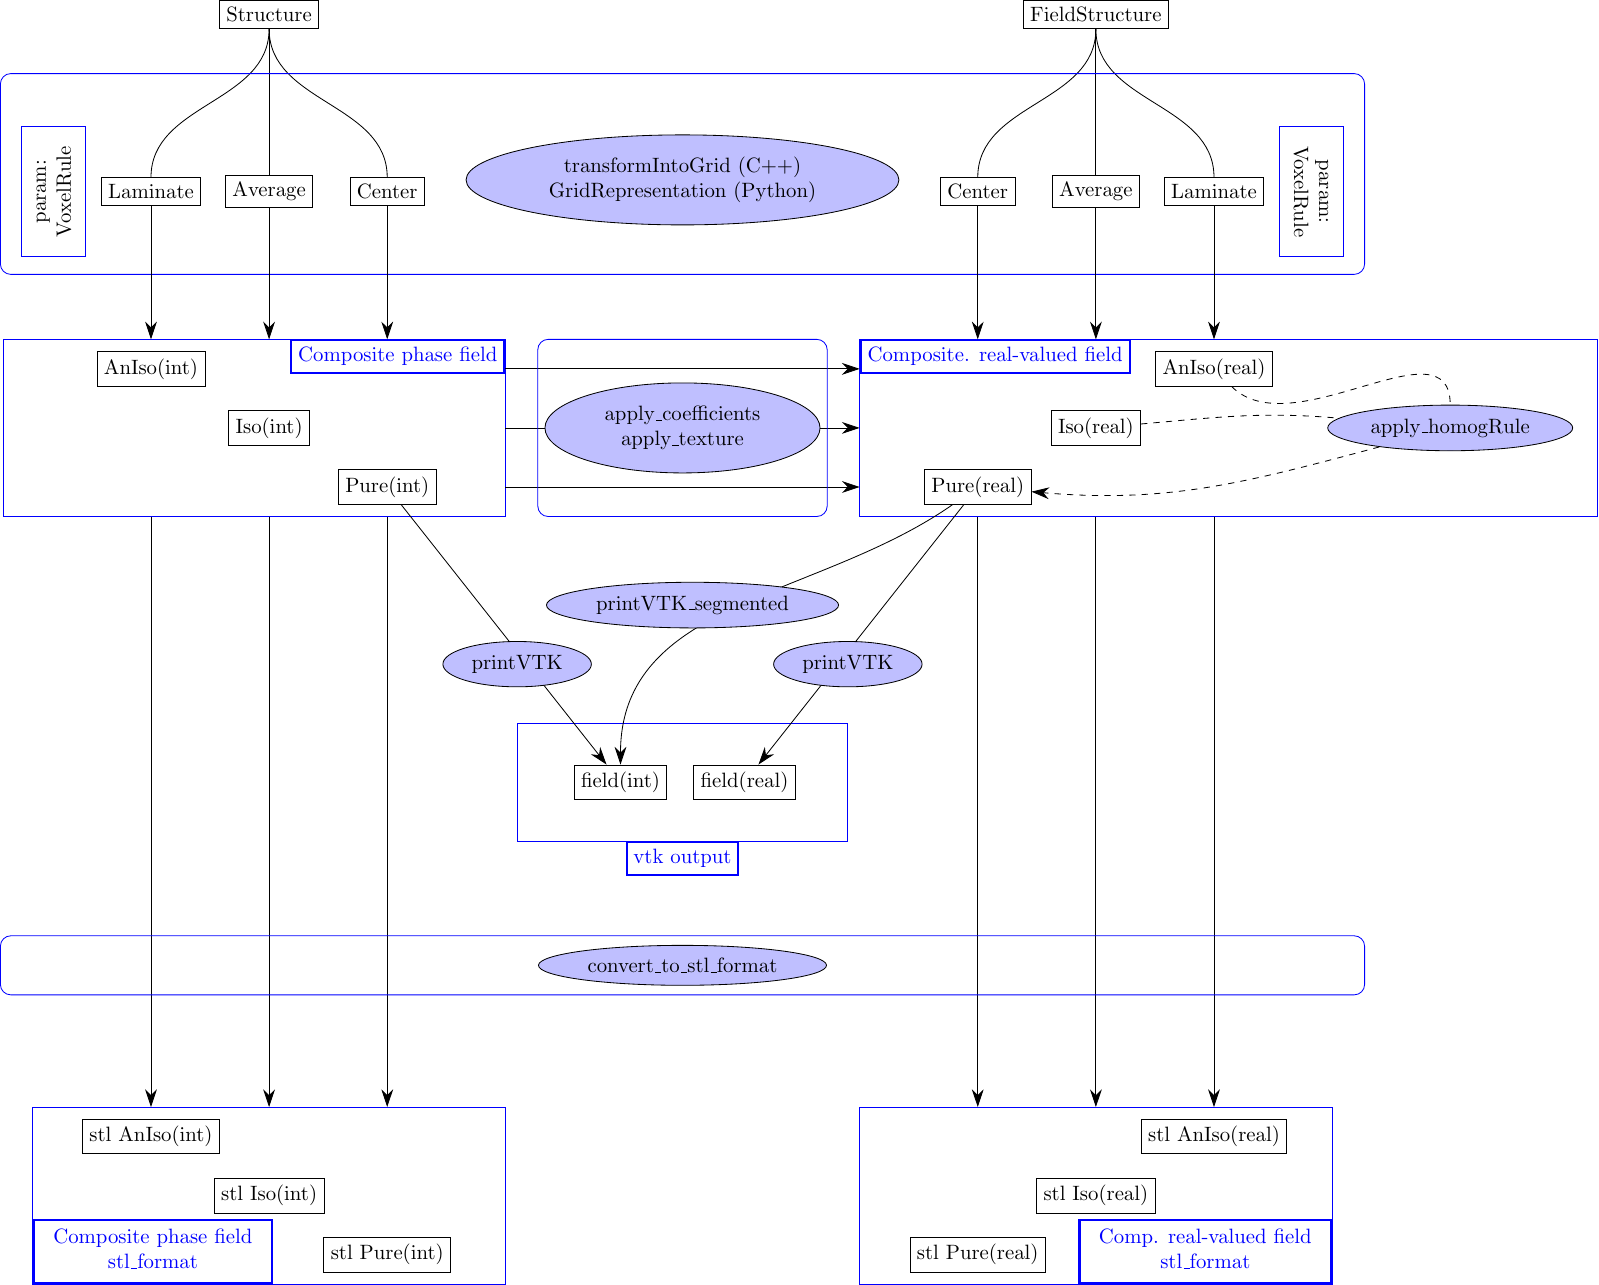 Structure
FieldStructure
param:
VoxelRule
Laminate
Average
Center
transformIntoGrid (C++)
GridRepresentation (Python)
Center
Average
Laminate
param:
VoxelRule
AnIso(int)
Composite phase field
Iso(int)
Pure(int)
apply_coefficients
apply_texture
Composite. real-valued field
AnIso(real)
Iso(real)
apply_homogRule
Pure(real)
printVTK_segmented
printVTK
printVTK
field(int)
field(real)
vtk output
convert_to_stl_format
stl AnIso(int)
stl Iso(int)
Composite phase field
stl_format
stl Pure(int)
stl AnIso(real)
stl Iso(real)
stl Pure(real)
Comp. real-valued field
stl_format